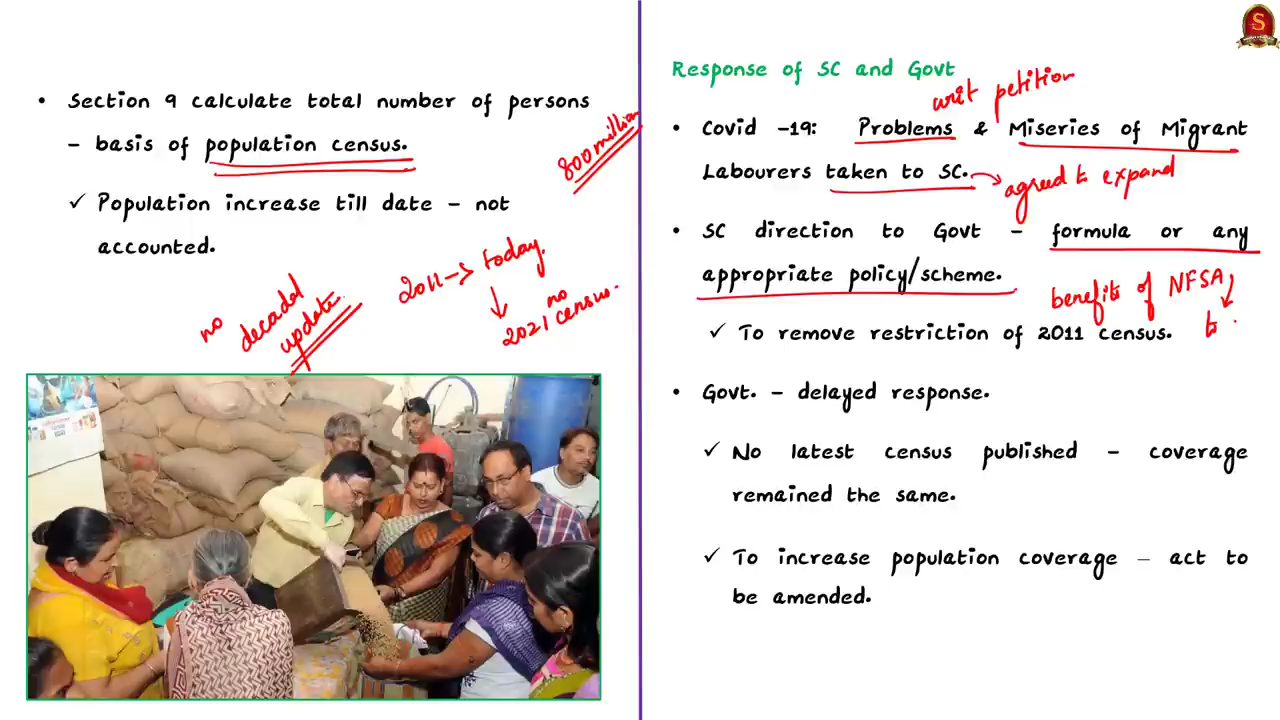 • Section 9 calculate total number of persons
– basis of population census.
800 million
✓ Population increase till date – not
accounted.
2011 → today.
no decadal update
2021 no census.
Response of SC and Govt
writ petition
• Covid -19: Problems & Miseries of Migrant
Labourers taken to SC.
agreed to expand
• SC direction to Govt – formula or any
appropriate policy/scheme.
benefits of NFSA
to
✓ To remove restriction of 2011 census.
• Govt. – delayed response.
✓ No latest census published – coverage
remained the same.
✓ To increase population coverage – act to
be amended.
S